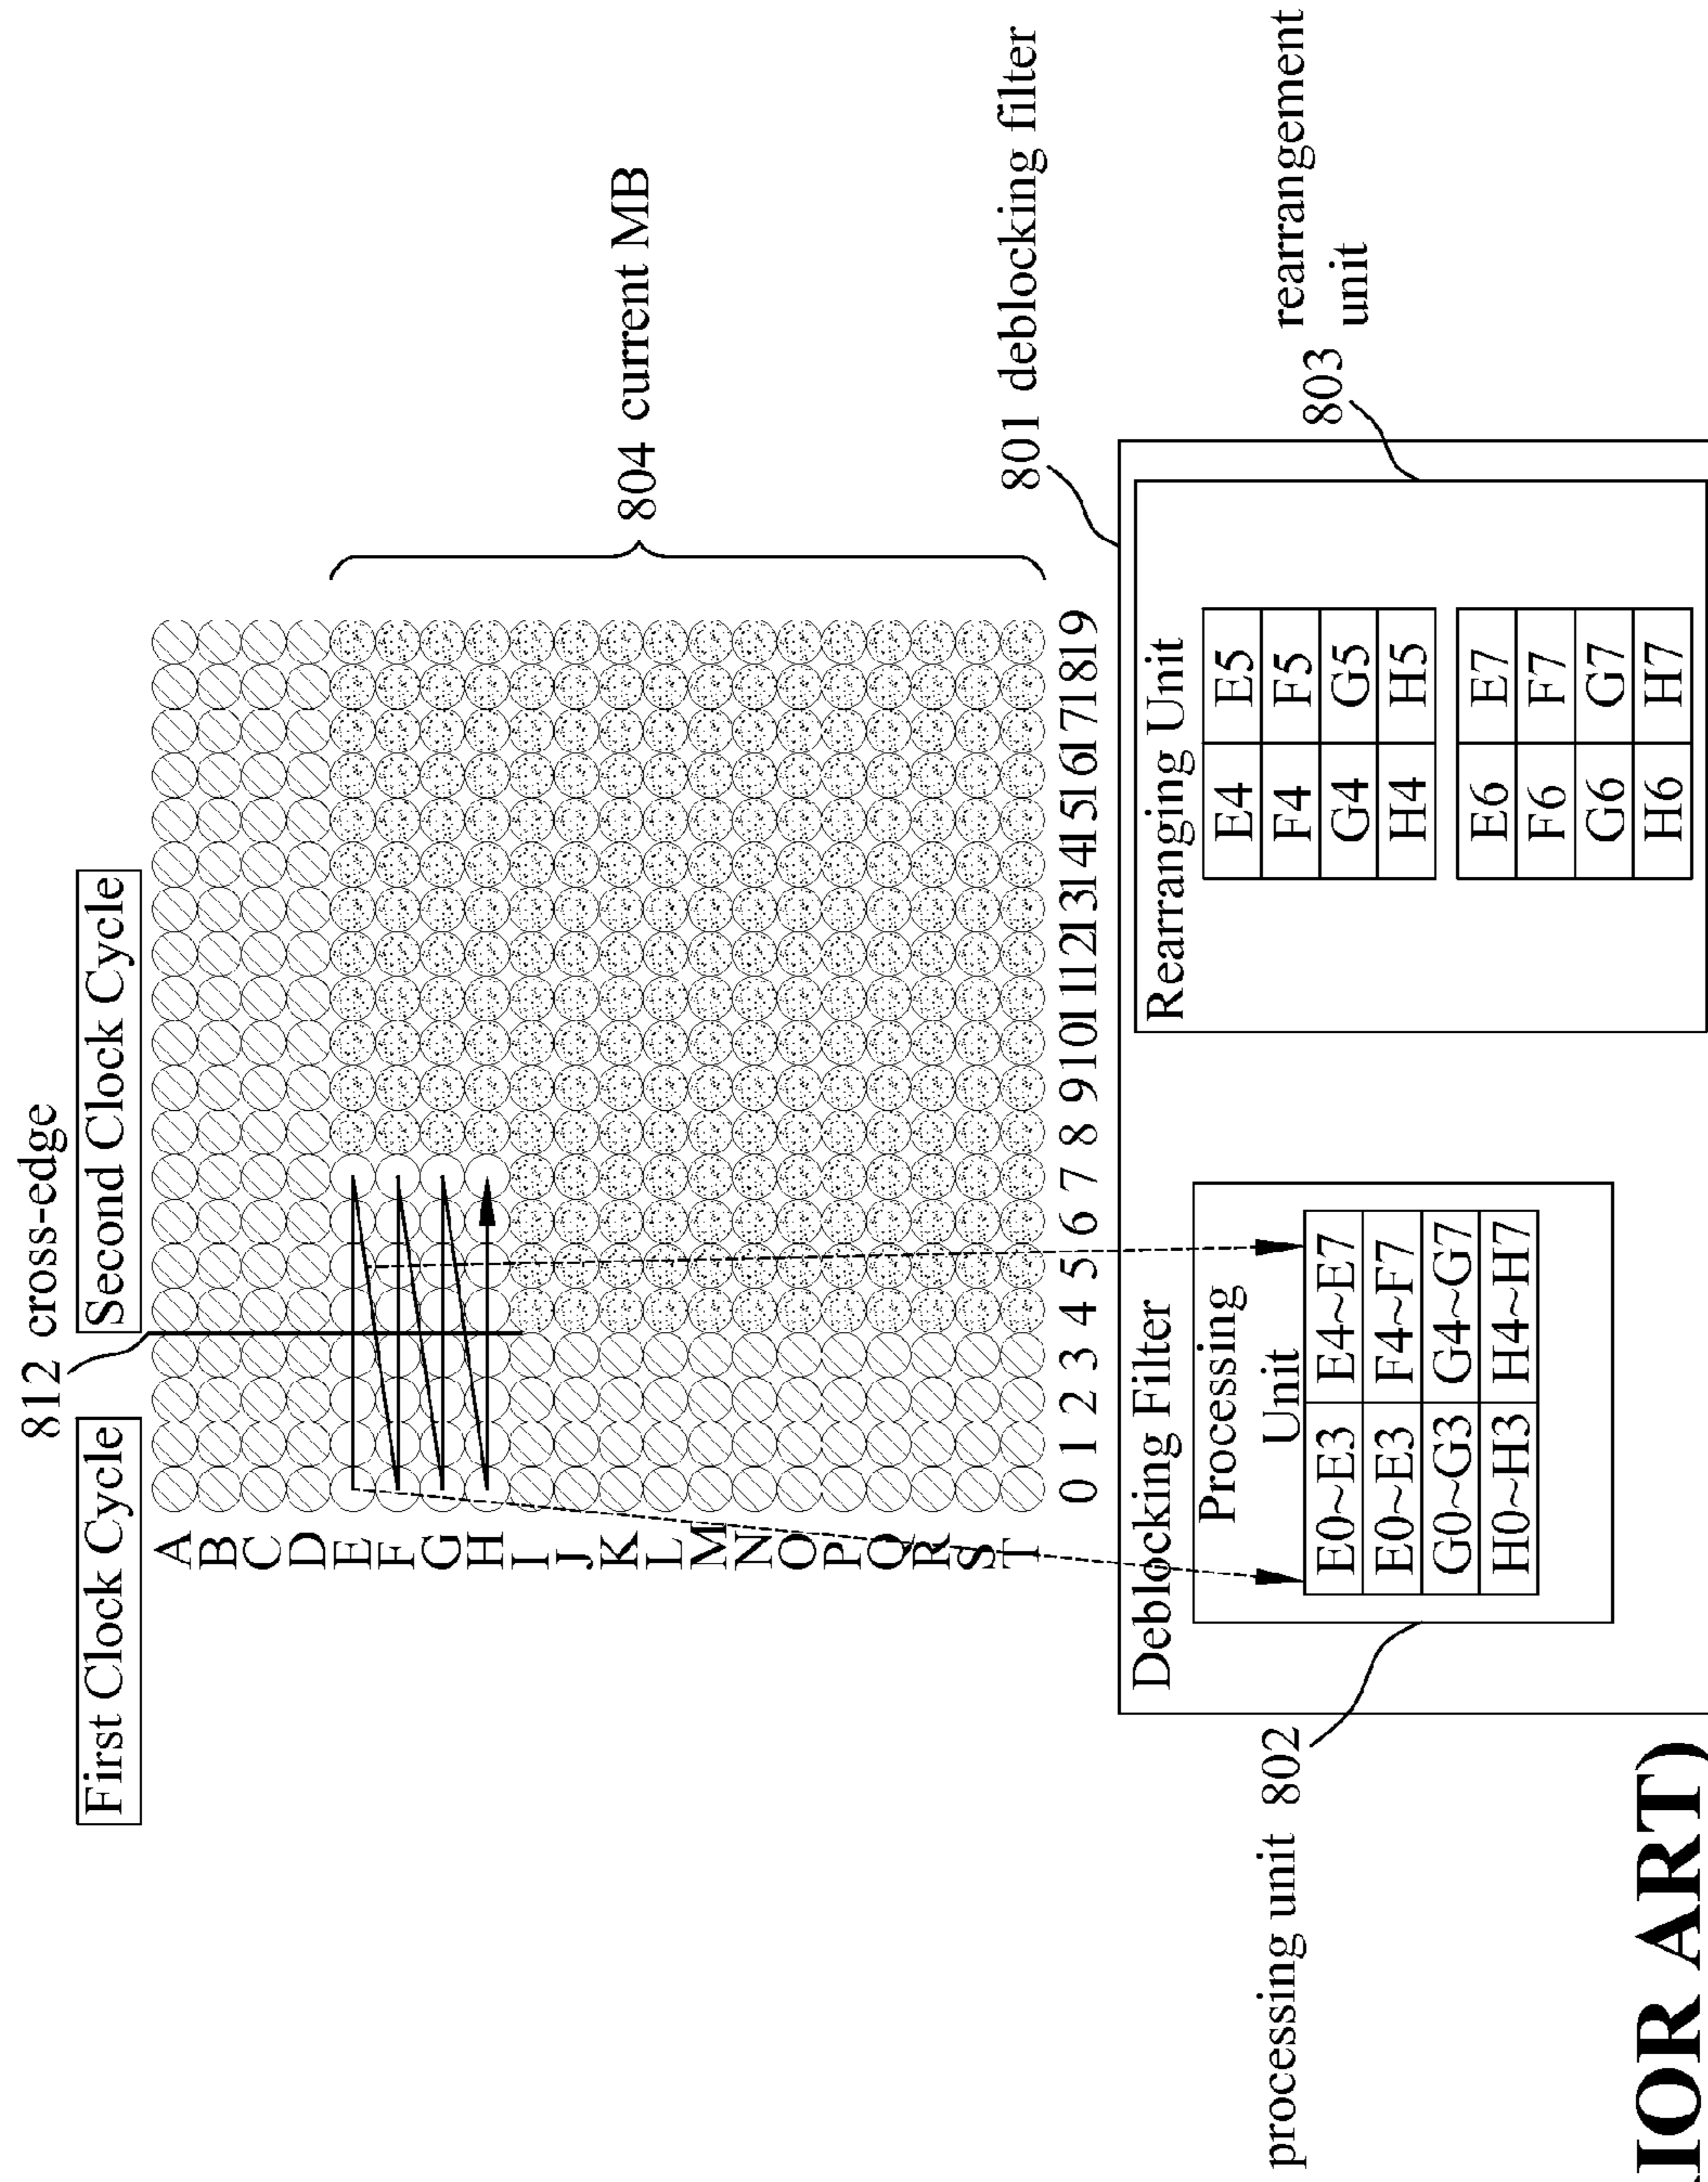 812 cross-edge
First Clock Cycle
Second Clock Cycle
A
B
C
D
E
F
G
H
I
J
K
L
M
N
O
P
Q
R
S
T
0 1 2 3 4 5 6 7 8 9 10 11 12 13 14 15 16 17 18 19
804 current MB
801 deblocking filter
Deblocking Filter
processing unit 802
Processing
Unit
E0~E3 E4~E7
E0~E3 F4~F7
G0~G3 G4~G7
H0~H3 H4~H7
Rearranging Unit
E4 E5
F4 F5
G4 G5
H4 H5
E6 E7
F6 F7
G6 G7
H6 H7
803 rearrangement
unit
IOR ART)